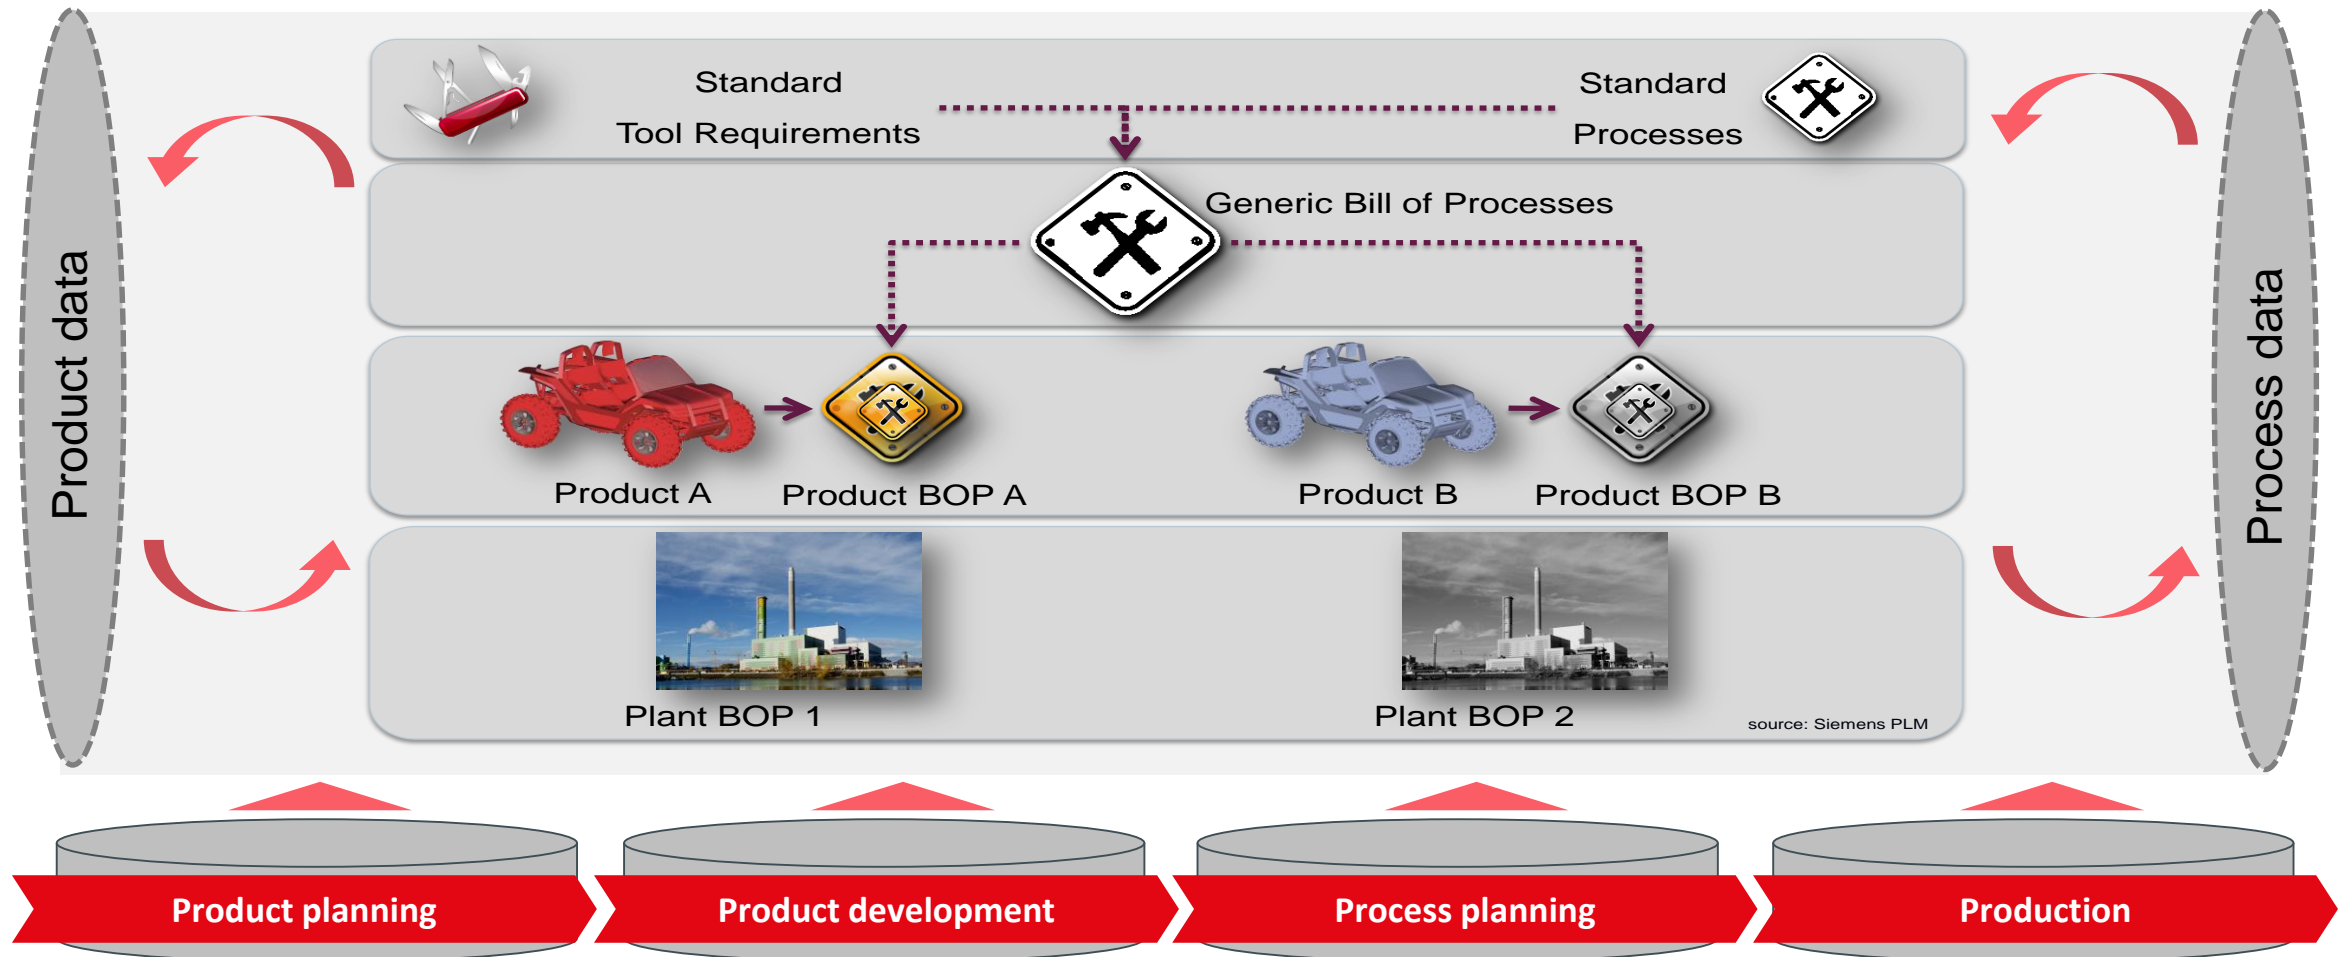 Standard
Tool Requirements
Standard
Processes
Generic Bill of Processes
Product data
Process data
Product A
Product BOP A
Product B
Product BOP B
Plant BOP 1
Plant BOP 2
source: Siemens PLM
Product planning
Product development
Process planning
Production